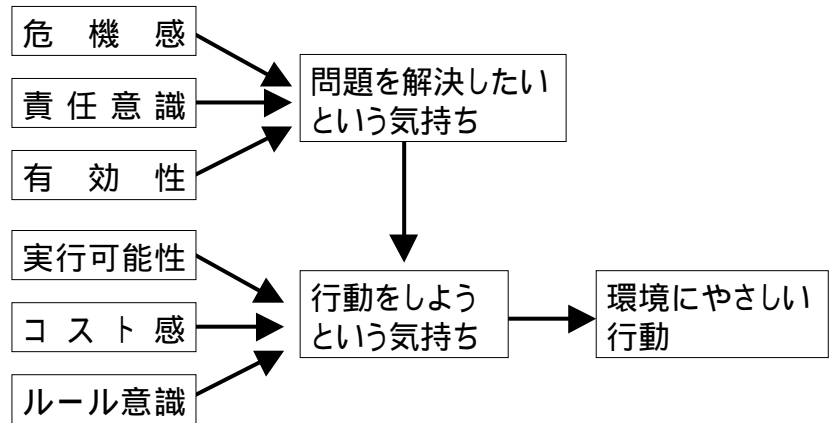 危機感
責任意識
有効性
問題を解決したい
という気持ち
実行可能性
コスト感
ルール意識
行動をしよう
という気持ち
環境にやさしい
行動